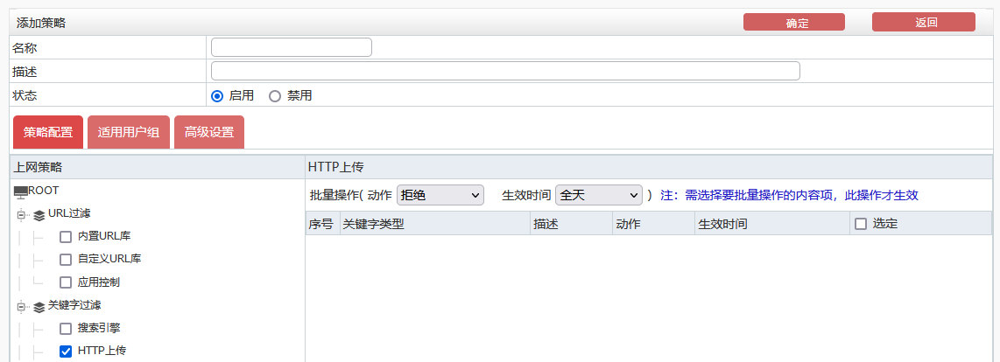 添加策略 确定 返回
名称
描述
状态 启用 禁用
策略配置 适用用户组 高级设置
上网策略 HTTP上传
ROOT 批量操作( 动作 拒绝 生效时间 全天 ) 注：需选择要批量操作的内容项，此操作才生效
URL过滤
序号 关键字类型 描述 动作 生效时间 选定
内置URL库
自定义URL库
应用控制
关键字过滤
搜索引擎
HTTP上传